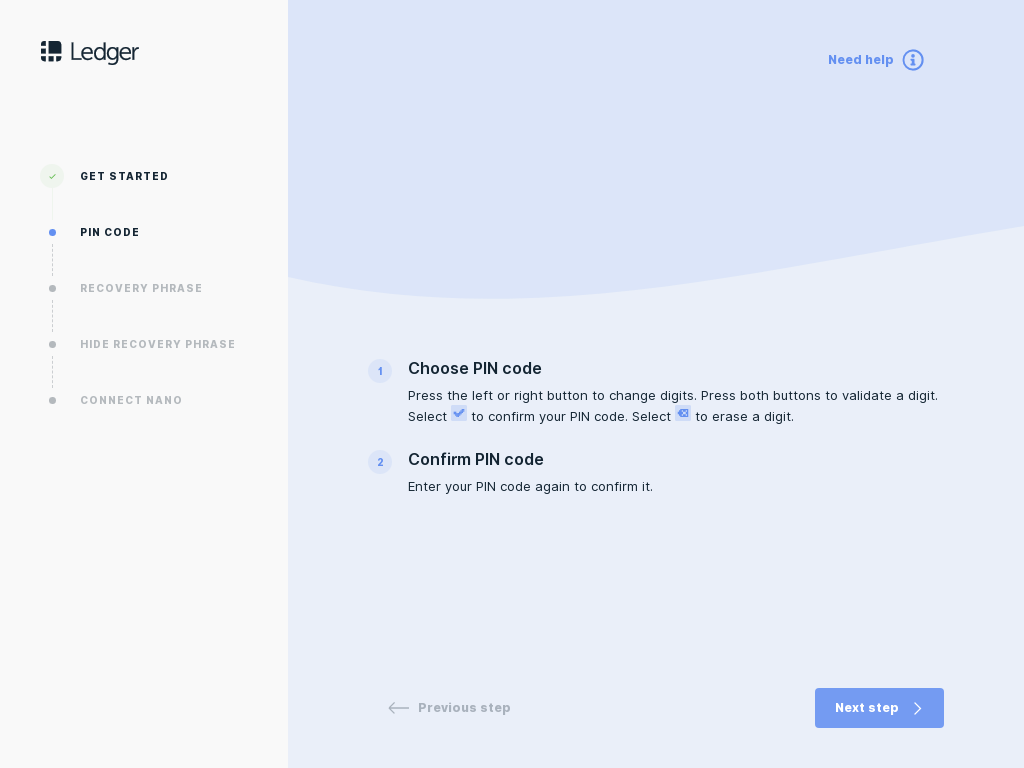 Ledger
Need help
GET STARTED
PIN CODE
RECOVERY PHRASE
HIDE RECOVERY PHRASE
CONNECT NANO
1
Choose PIN code
Press the left or right button to change digits. Press both buttons to validate a digit.
Select to confirm your PIN code. Select to erase a digit.
2
Confirm PIN code
Enter your PIN code again to confirm it.
Previous step
Next step